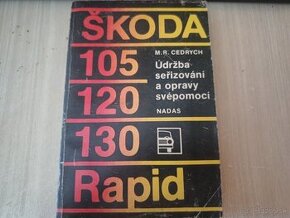 ŠKODA
105
120
130
Rapid
M.R. CEDRYCH
Údržba
seřizování
a opravy
svépomocí
NADAS